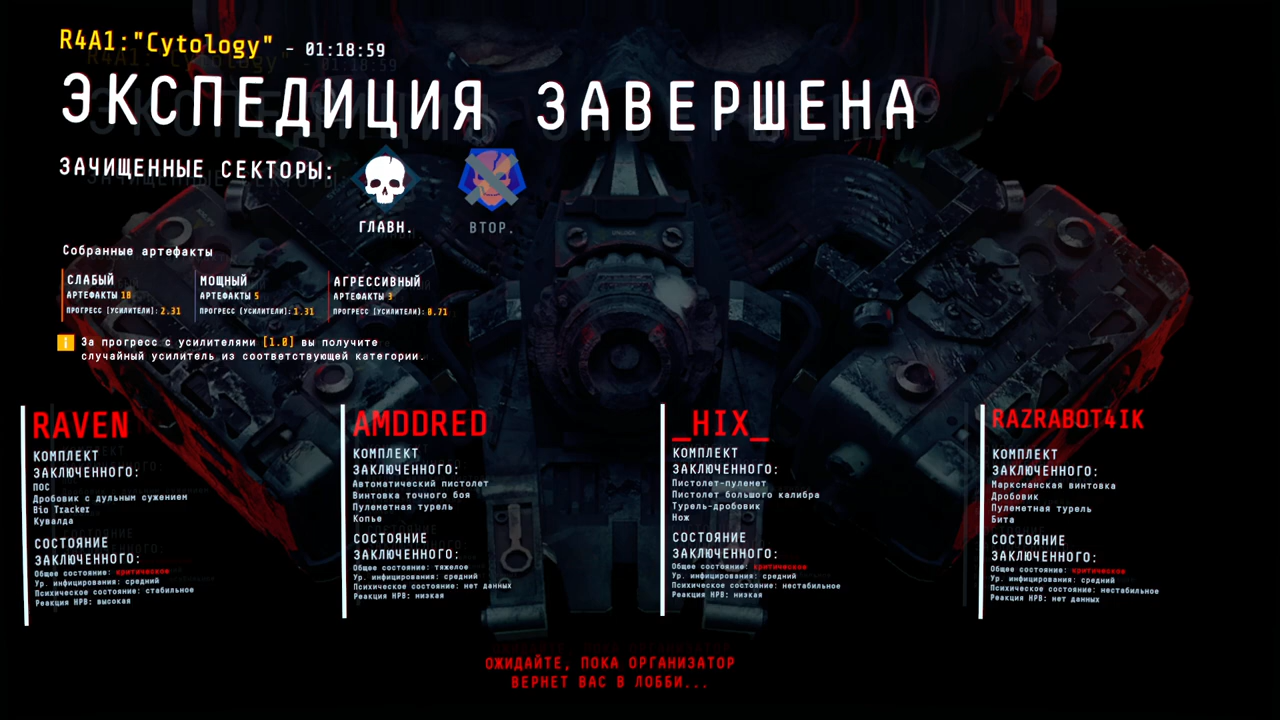 R4A1:"Cytology" - 01:18:59
ЭКСПЕДИЦИЯ ЗАВЕРШЕНА
ЗАЧИЩЕННЫЕ СЕКТОРЫ:
ГЛАВН. ВТОР.
Собранные артефакты
СЛАБЫЙ МОЩНЫЙ АГРЕССИВНЫЙ
АРТЕФАКТЫ 18 АРТЕФАКТЫ 5 АРТЕФАКТЫ 3
ПРОГРЕСС [УСИЛИТЕЛИ]: 2.31 ПРОГРЕСС [УСИЛИТЕЛИ]: 1.31 ПРОГРЕСС [УСИЛИТЕЛИ]: 0.71
За прогресс с усилителями [1.0] вы получите
случайный усилитель из соответствующей категории.
RAVEN
КОМПЛЕКТ
ЗАКЛЮЧЕННОГО:
ПОС
Дробовик с дульным сужением
Bio Tracker
Кувалда
СОСТОЯНИЕ
ЗАКЛЮЧЕННОГО:
Общее состояние: критическое
Ур. инфицирования: средний
Психическое состояние: стабильное
Реакция НРВ: высокая
AMDDRED
КОМПЛЕКТ
ЗАКЛЮЧЕННОГО:
Автоматический пистолет
Винтовка точного боя
Пулеметная турель
Копье
СОСТОЯНИЕ
ЗАКЛЮЧЕННОГО:
Общее состояние: тяжелое
Ур. инфицирования: средний
Психическое состояние: нет данных
Реакция НРВ: низкая
_HIX_
КОМПЛЕКТ
ЗАКЛЮЧЕННОГО:
Пистолет-пулемет
Пистолет большого калибра
Турель-дробовик
Нож
СОСТОЯНИЕ
ЗАКЛЮЧЕННОГО:
Общее состояние: критическое
Ур. инфицирования: средний
Психическое состояние: нестабильное
Реакция НРВ: низкая
RAZRABOT4IK
КОМПЛЕКТ
ЗАКЛЮЧЕННОГО:
Марксманская винтовка
Дробовик
Пулеметная турель
Бита
СОСТОЯНИЕ
ЗАКЛЮЧЕННОГО:
Общее состояние: критическое
Ур. инфицирования: средний
Психическое состояние: нестабильное
Реакция НРВ: нет данных
ОЖИДАЙТЕ, ПОКА ОРГАНИЗАТОР
ВЕРНЕТ ВАС В ЛОББИ...